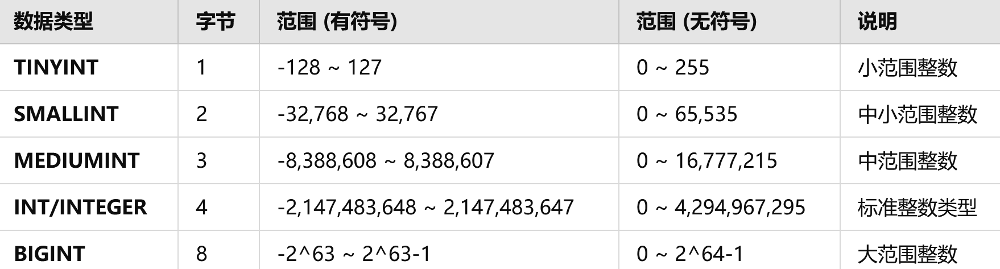 数据类型 字节 范围 (有符号) 范围 (无符号) 说明
TINYINT 1 -128 ~ 127 0 ~ 255 小范围整数
SMALLINT 2 -32,768 ~ 32,767 0 ~ 65,535 中小范围整数
MEDIUMINT 3 -8,388,608 ~ 8,388,607 0 ~ 16,777,215 中范围整数
INT/INTEGER 4 -2,147,483,648 ~ 2,147,483,647 0 ~ 4,294,967,295 标准整数类型
BIGINT 8 -2^63 ~ 2^63-1 0 ~ 2^64-1 大范围整数